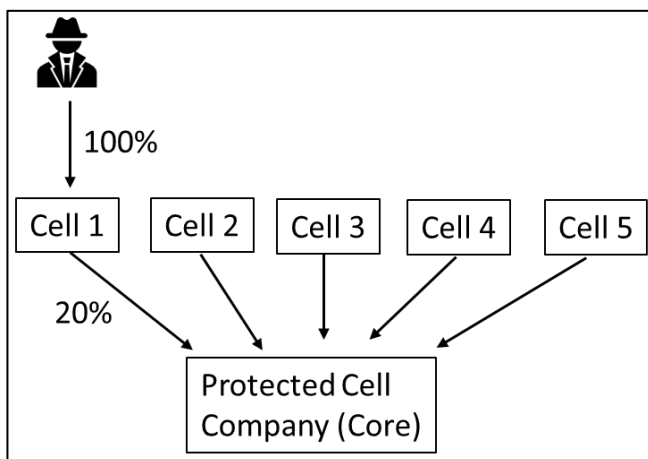 100%
Cell 1
Cell 2
Cell 3
Cell 4
Cell 5
20%
Protected Cell
Company (Core)